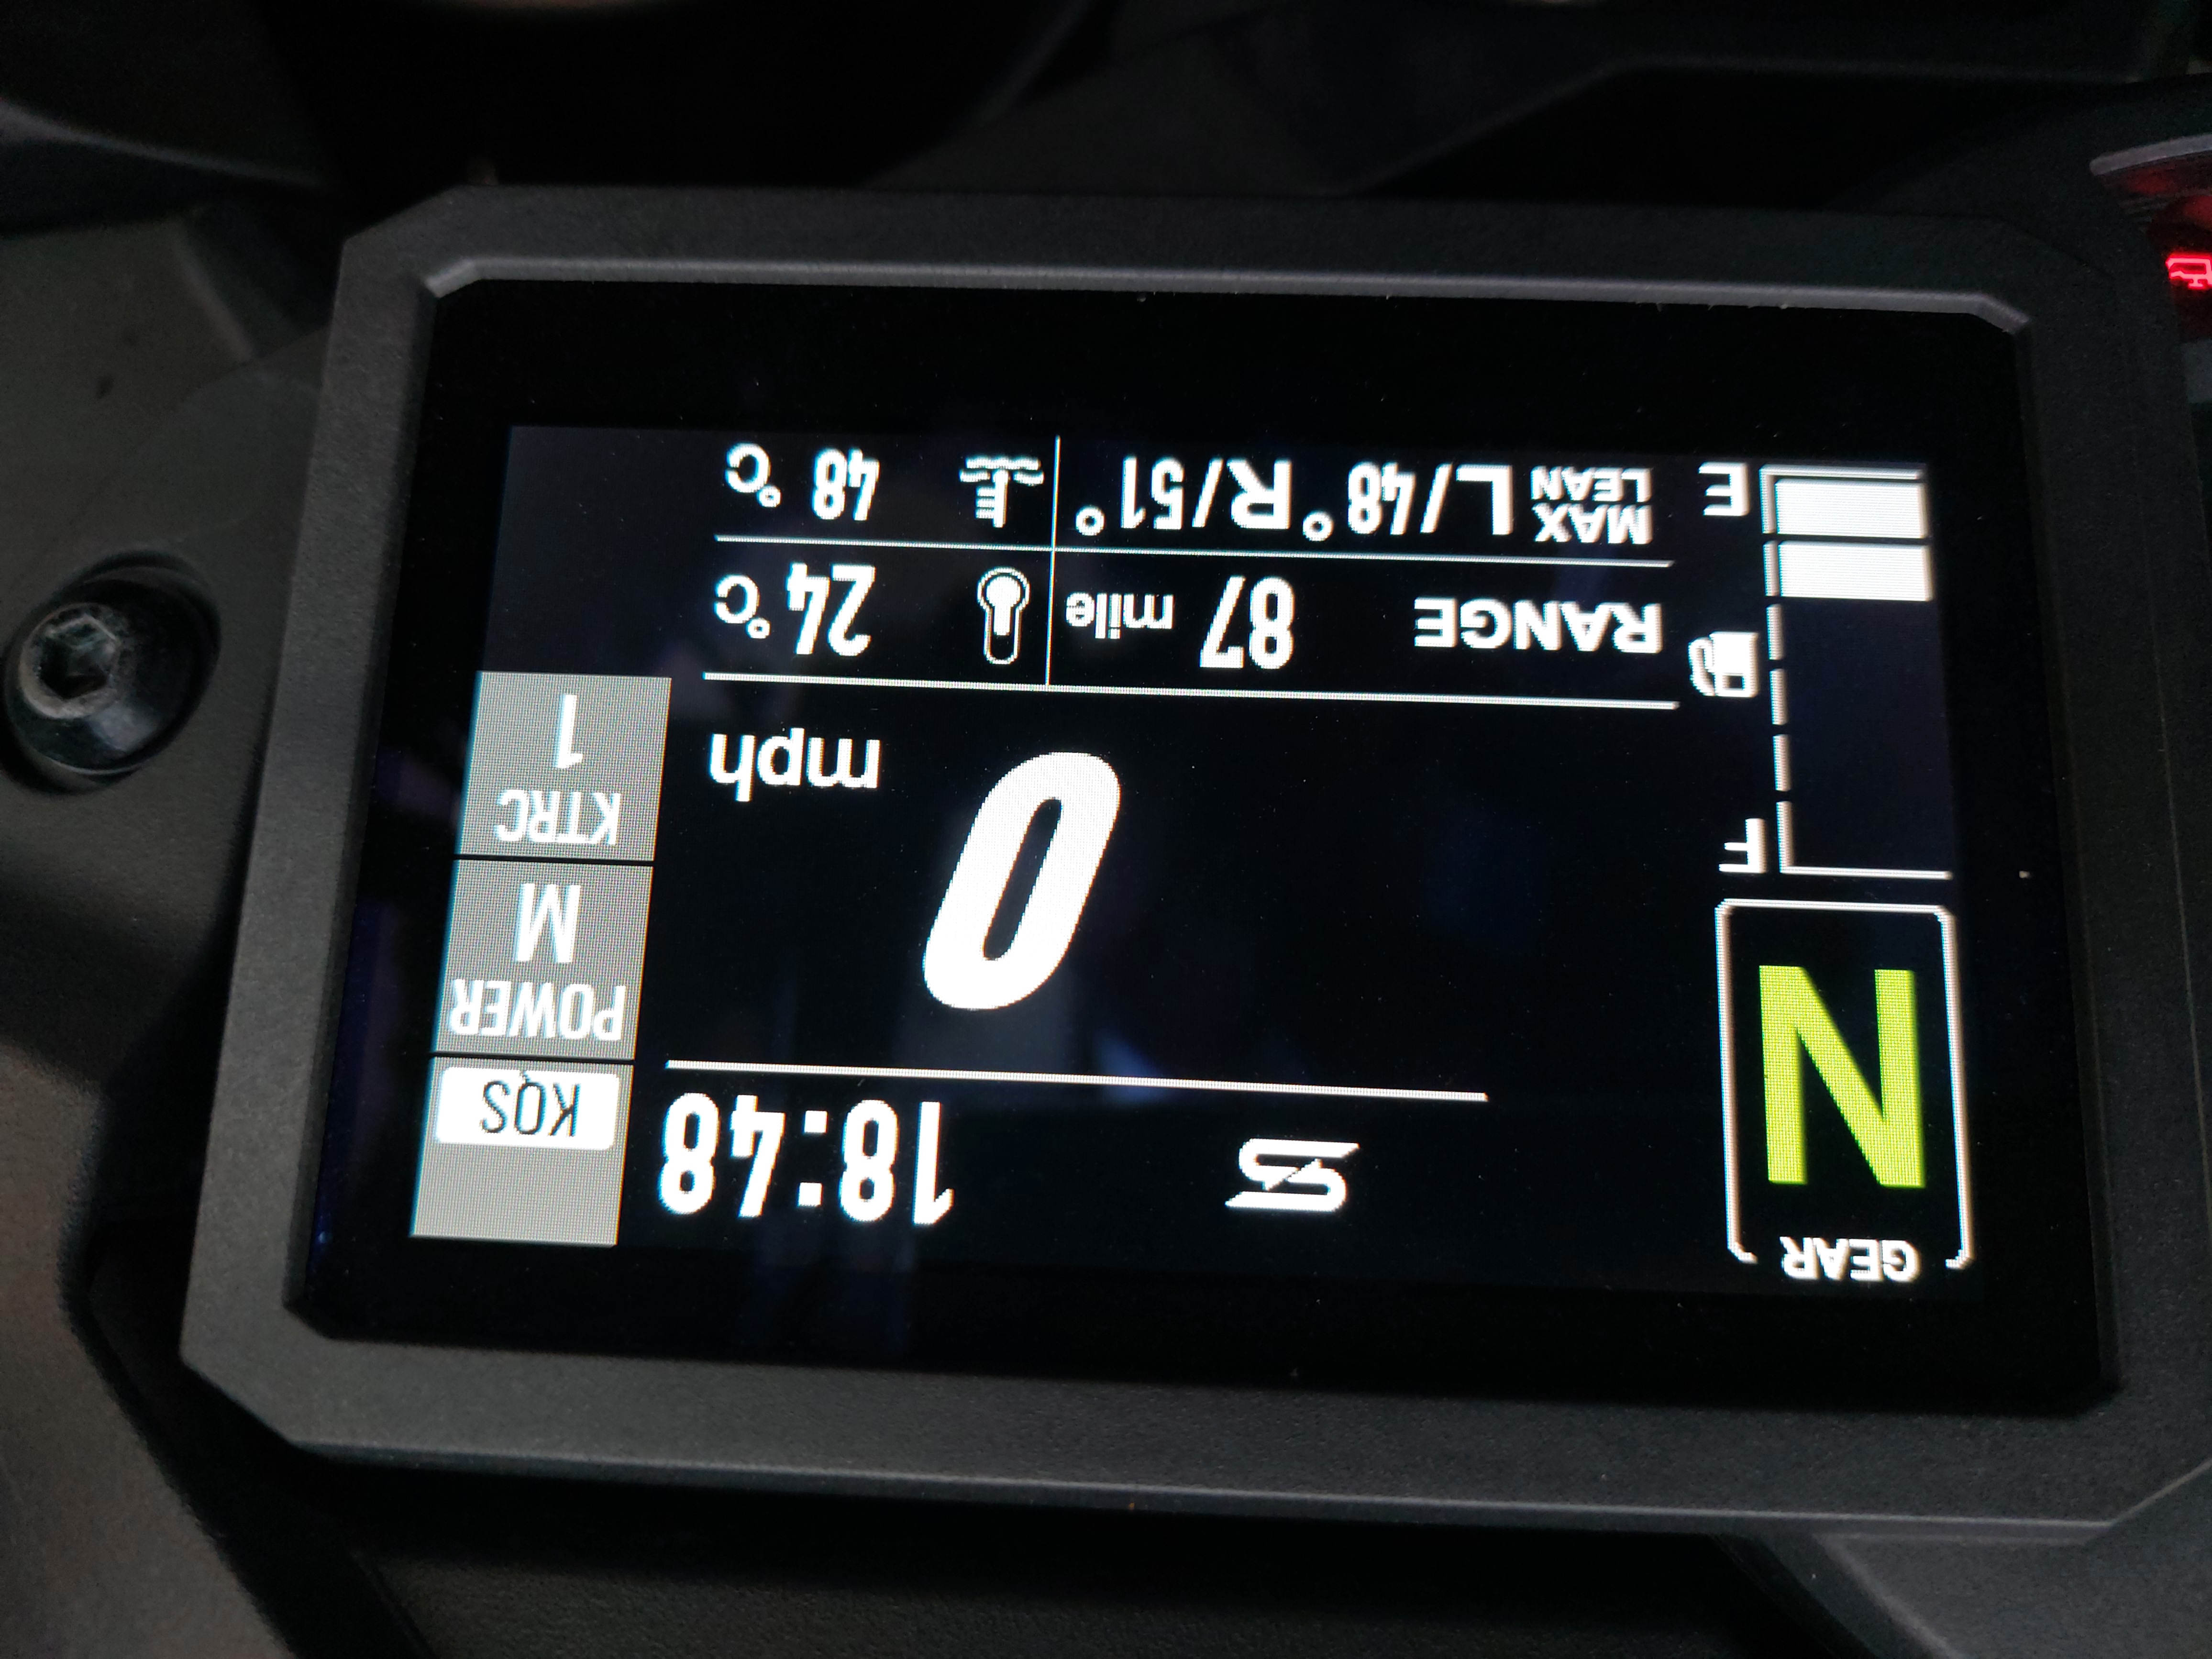 GEAR
N
18:48
KQS
POWER
M
0
mph
KTRC
1
F
E
RANGE 87 mile
24 °C
MAX LEAN L/48° R/51°
48 °C